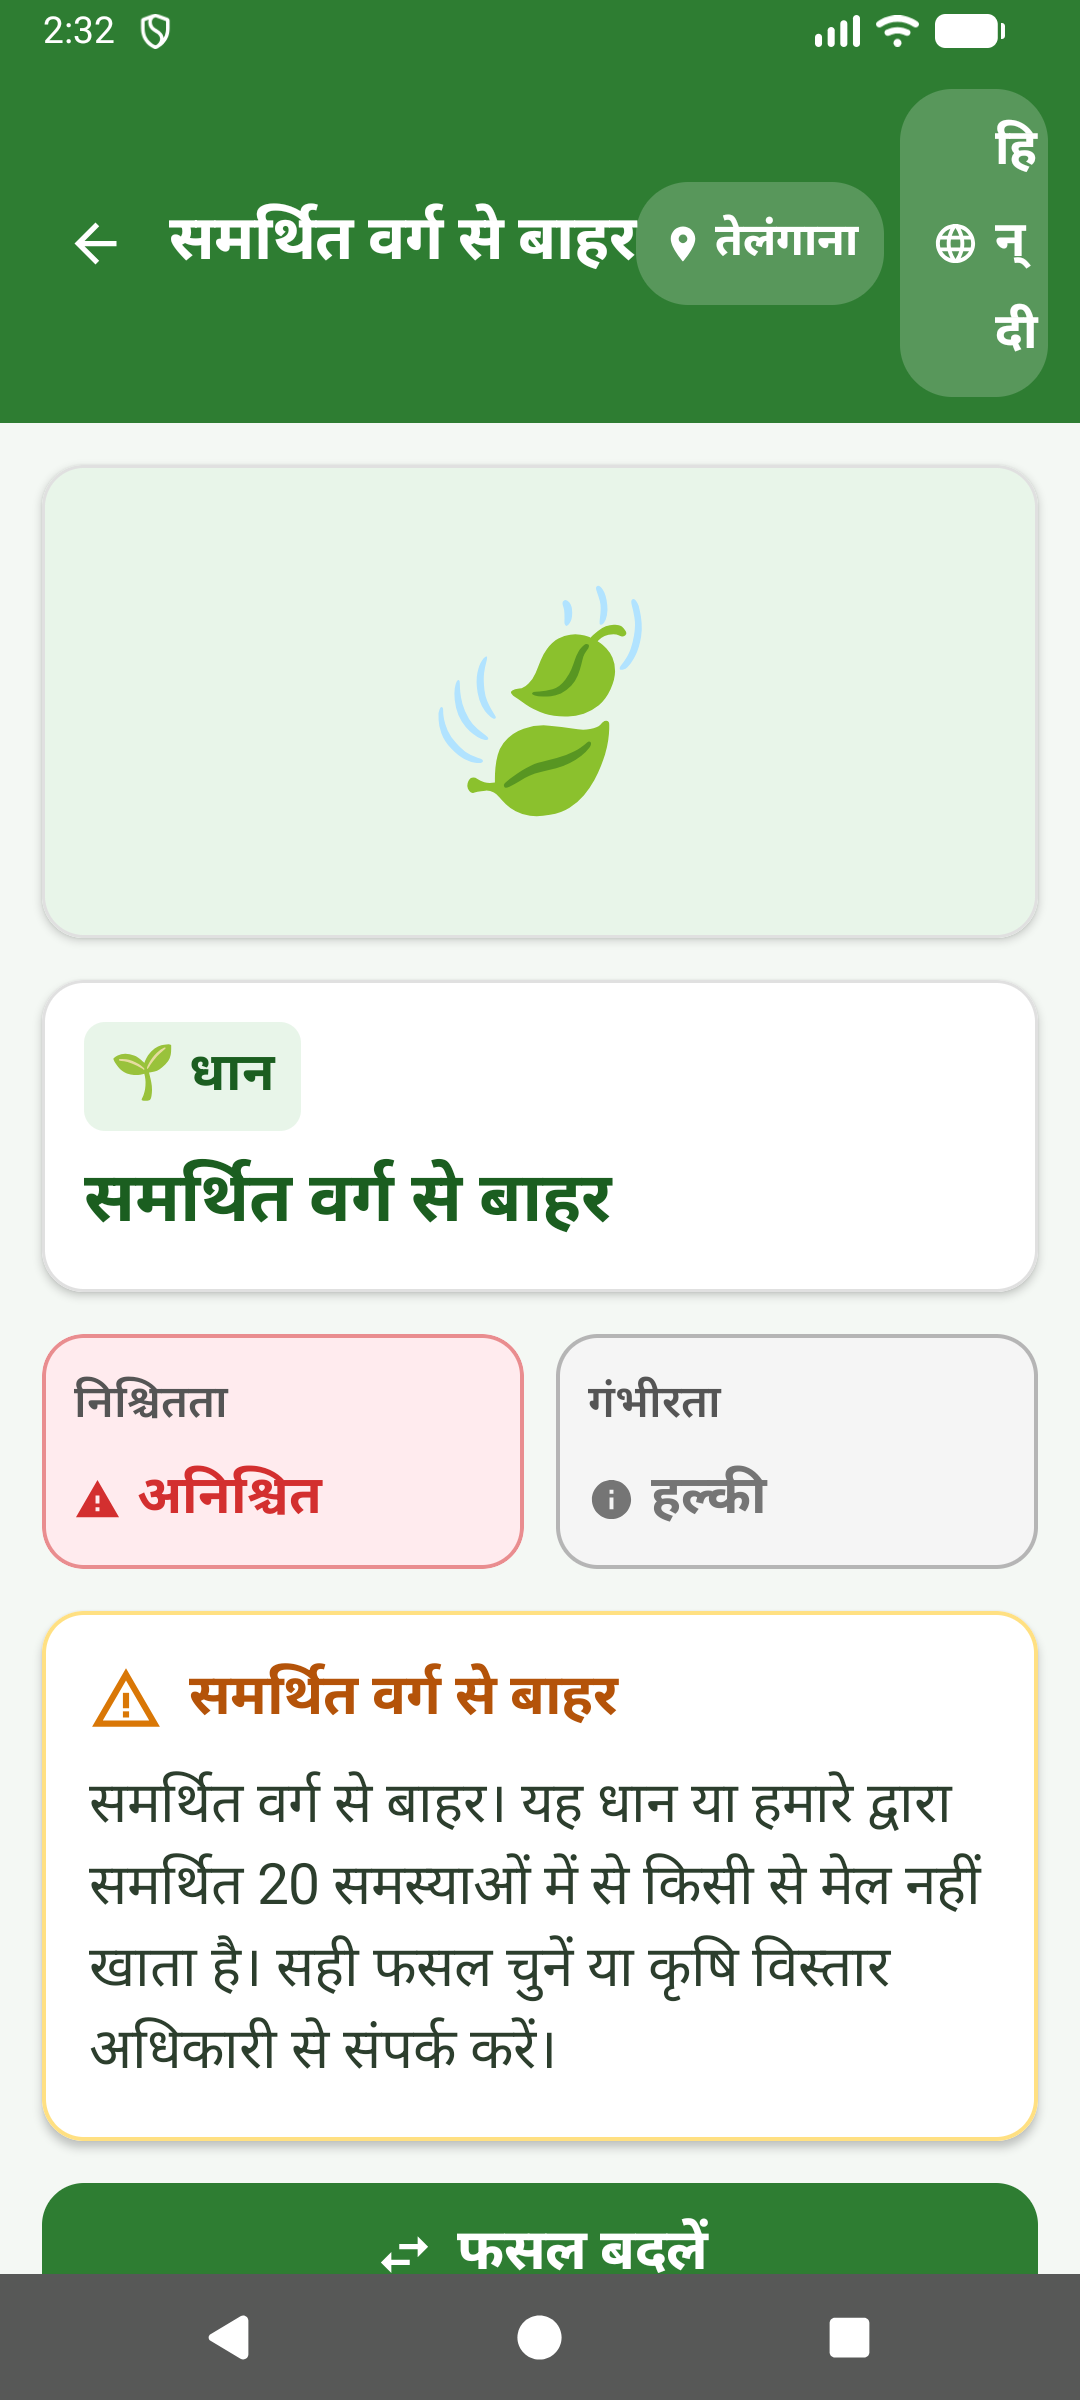 2:32
समर्थित वर्ग से बाहर
तेलंगाना
हिन्दी
धान
समर्थित वर्ग से बाहर
निश्चितता
अनिश्चित
गंभीरता
हल्की
समर्थित वर्ग से बाहर
समर्थित वर्ग से बाहर। यह धान या हमारे द्वारा
समर्थित 20 समस्याओं में से किसी से मेल नहीं
खाता है। सही फसल चुनें या कृषि विस्तार
अधिकारी से संपर्क करें।
फसल बदलें